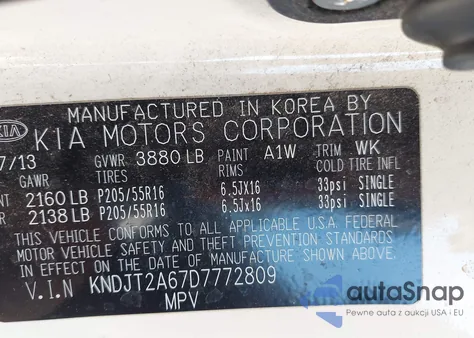 MANUFACTURED IN KOREA BY
KIA KIA MOTORS CORPORATION
7/13 GVWR 3880 LB PAINT A1W TRIM WK
GAWR TIRES RIMS COLD TIRE INFL
NT 2160 LB P205/55R16 6.5JX16 33psi SINGLE
R 2138 LB P205/55R16 6.5Jx16 33psi SINGLE
THIS VEHICLE CONFORMS TO ALL APPLICABLE U.S.A. FEDERAL
MOTOR VEHICLE SAFETY AND THEFT PREVENTION STANDARDS
IN EFFECT ON THE DATE OF MANUFACTURE SHOWN ABOVE.
V.I.N KNDJT2A67D7772809
MPV
autoSnap
Pewne auta z aukcji USA i EU